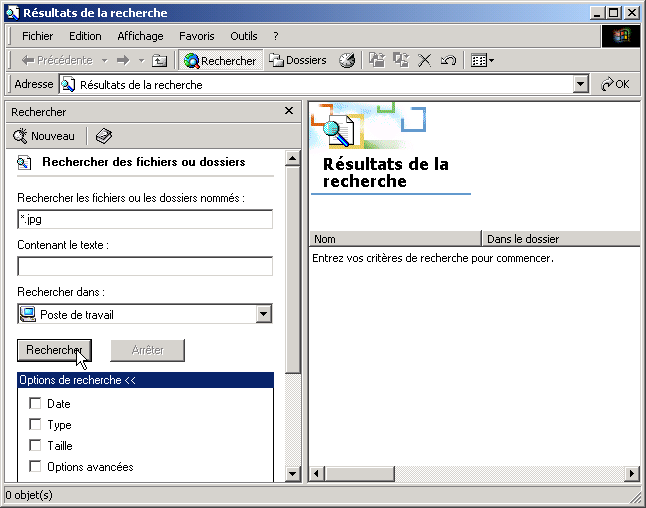 Résultats de la recherche
Fichier Edition Affichage Favoris Outils ?
Précédente Rechercher Dossiers
Adresse Résultats de la recherche OK
Rechercher
Nouveau
Rechercher des fichiers ou dossiers
Rechercher les fichiers ou les dossiers nommés :
*.jpg
Contenant le texte :
Rechercher dans :
Poste de travail
Rechercher Arrêter
Options de recherche <<
Date
Type
Taille
Options avancées
Résultats de la
recherche
Nom Dans le dossier
Entrez vos critères de recherche pour commencer.
0 objet(s)